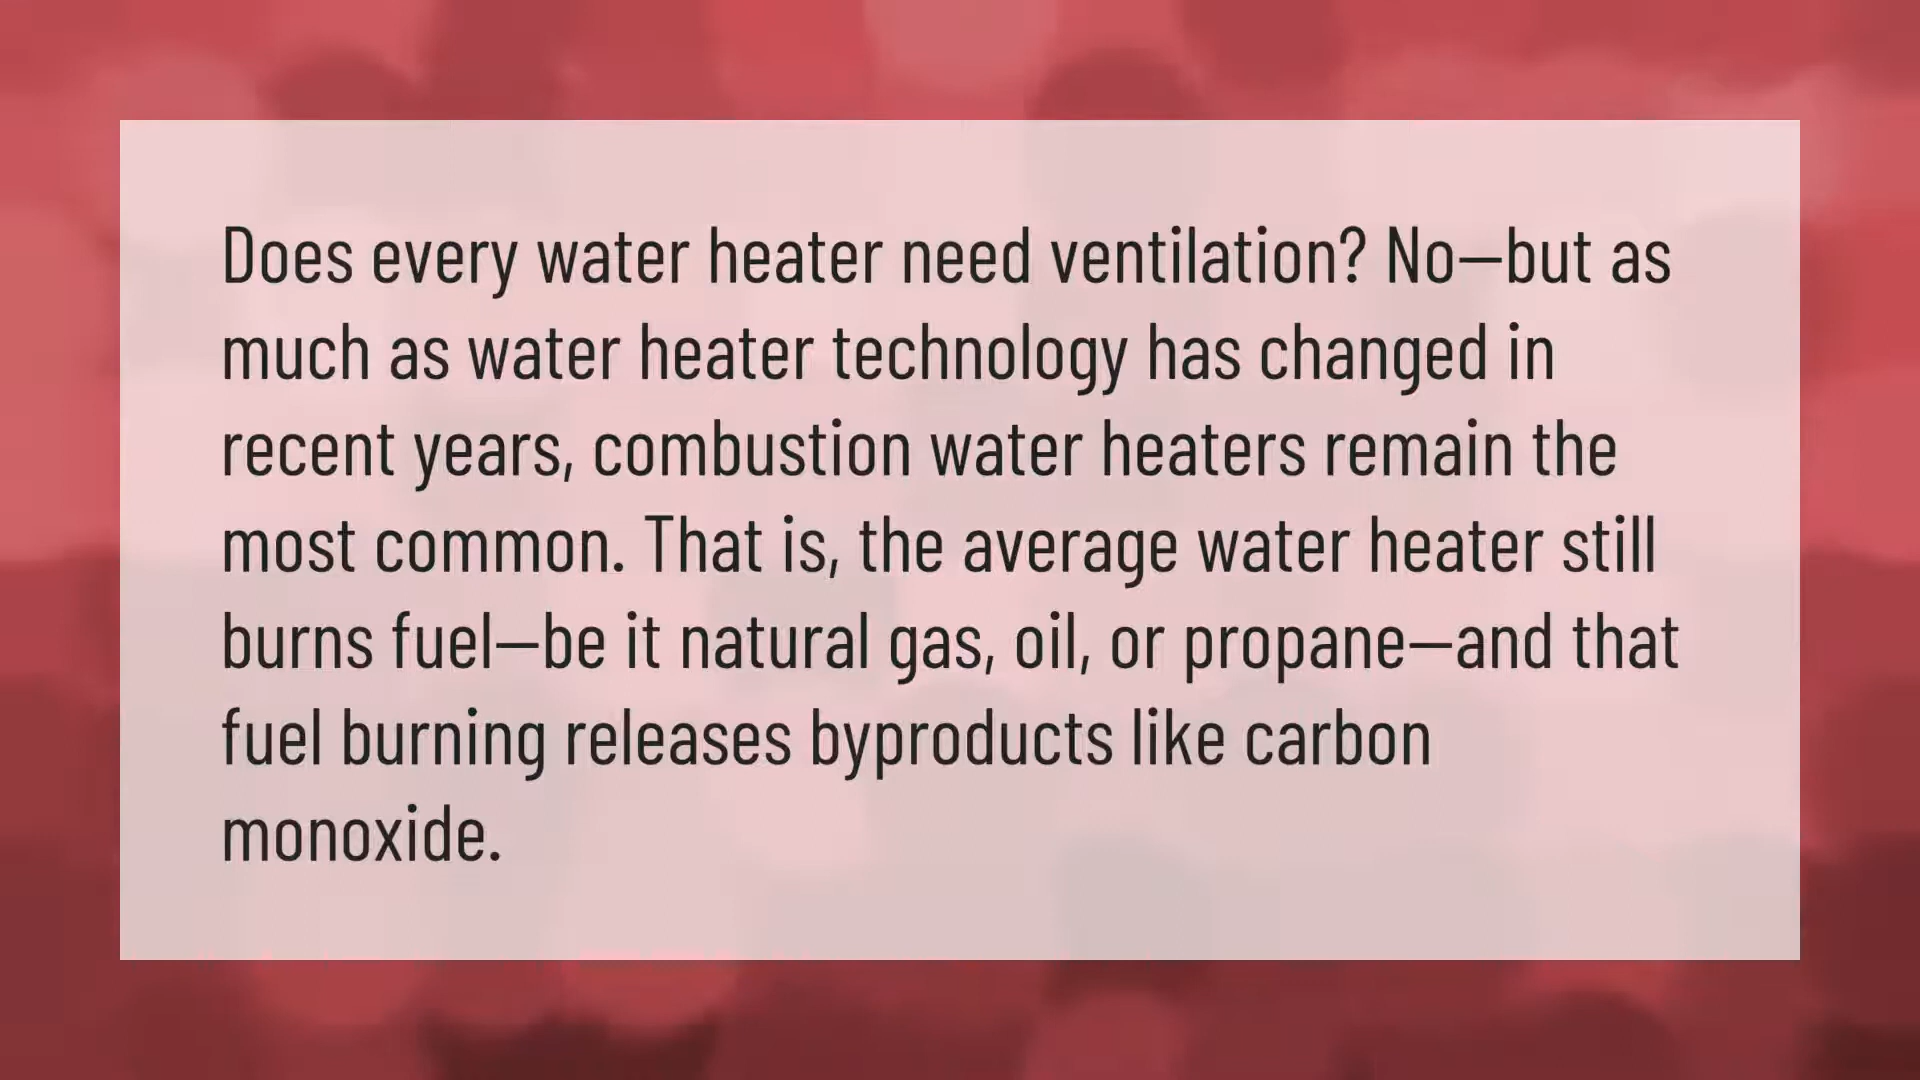 Does every water heater need ventilation? No—but as
much as water heater technology has changed in
recent years, combustion water heaters remain the
most common. That is, the average water heater still
burns fuel—be it natural gas, oil, or propane—and that
fuel burning releases byproducts like carbon
monoxide.